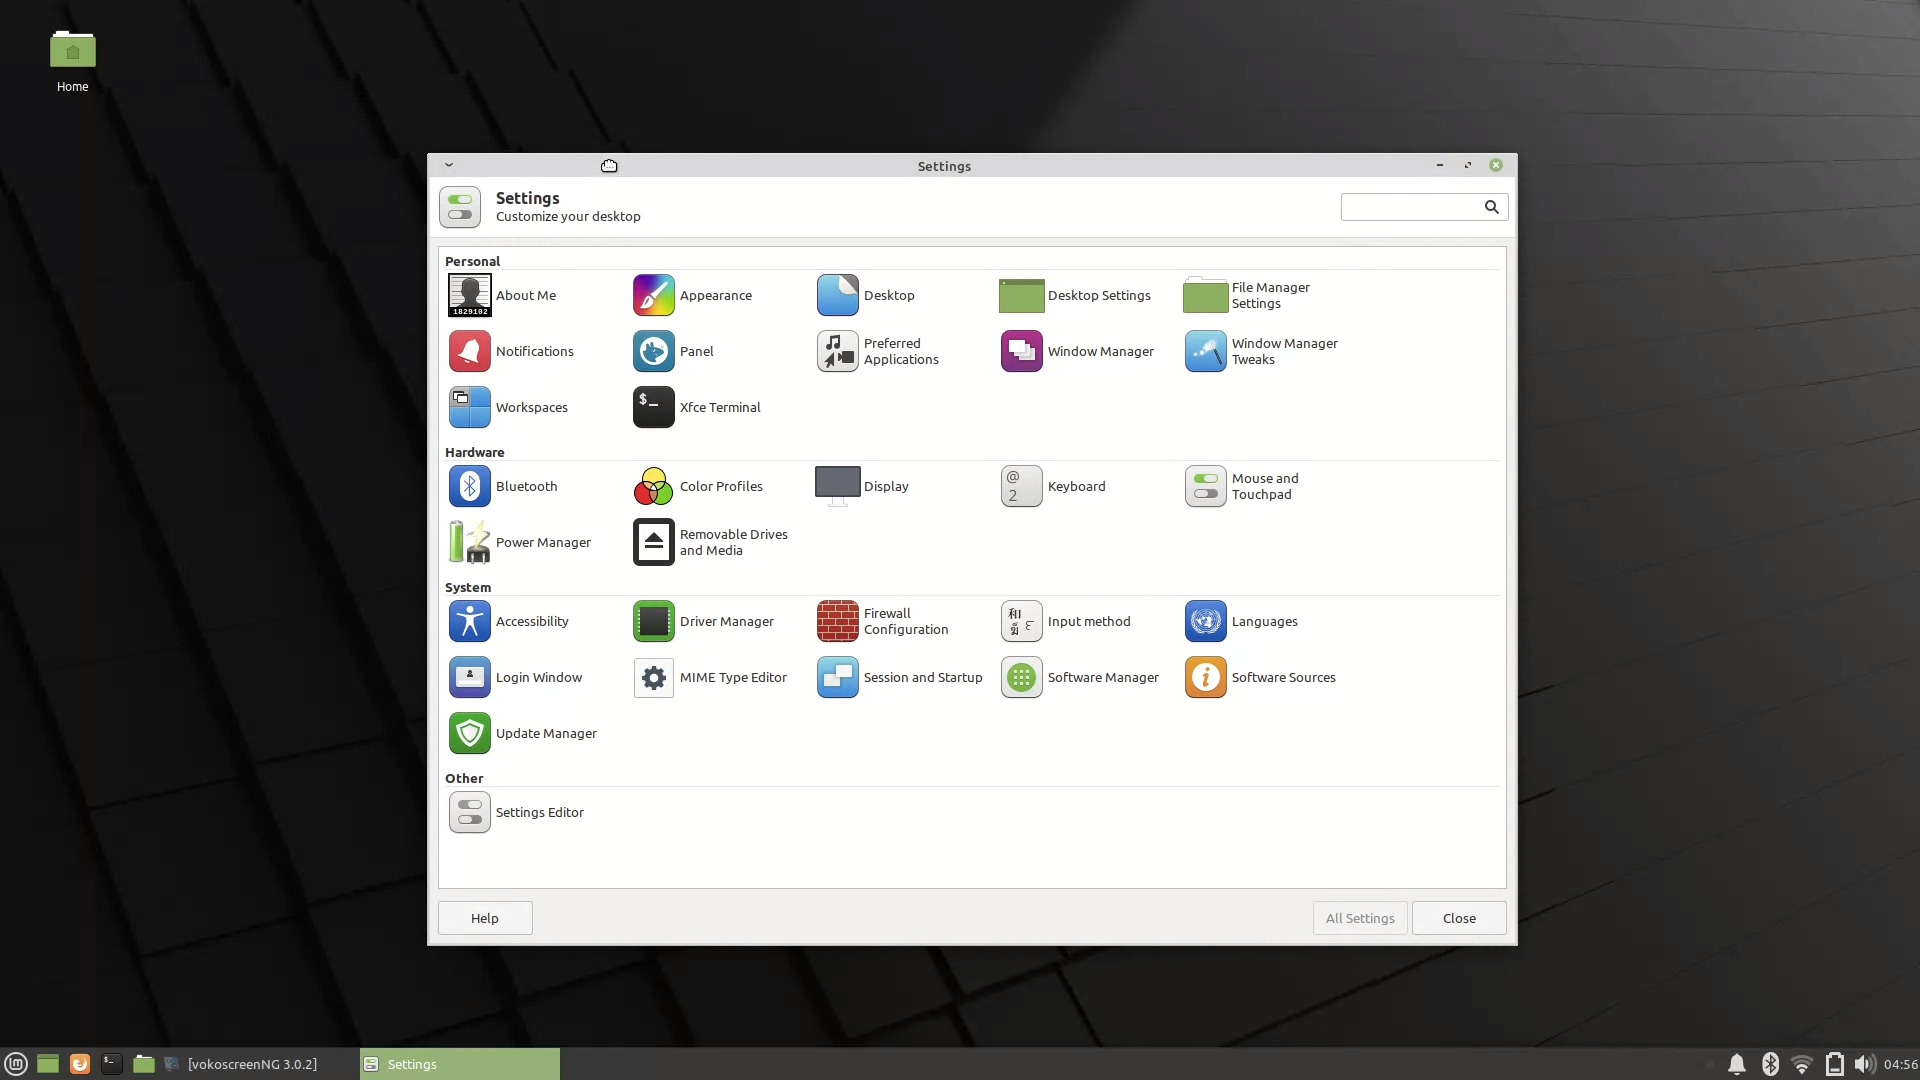 Home
Settings
Settings
Customize your desktop
Personal
1829102
About Me
Appearance
Desktop
Desktop Settings
File Manager
Settings
Notifications
Panel
Preferred
Applications
Window Manager
Window Manager
Tweaks
Workspaces
$_
Xfce Terminal
Hardware
Bluetooth
Color Profiles
Display
@
2
Keyboard
Mouse and
Touchpad
Power Manager
Removable Drives
and Media
System
Accessibility
Driver Manager
Firewall
Configuration
Input method
Languages
Login Window
MIME Type Editor
Session and Startup
Software Manager
i
Software Sources
Update Manager
Other
Settings Editor
Help
All Settings
Close
[vokoscreenNG 3.0.2]
Settings
04:56